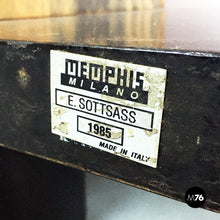 MEMPHIS
MILANO
E. SOTTSASS
1985
MADE IN ITALY
M76